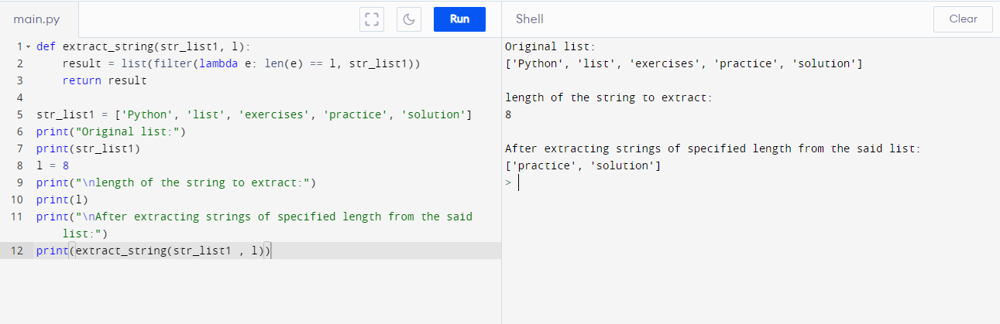 main.py
Run
Shell
Clear
1 def extract_string(str_list1, l):
2     result = list(filter(lambda e: len(e) == l, str_list1))
3     return result
4
5 str_list1 = ['Python', 'list', 'exercises', 'practice', 'solution']
6 print("Original list:")
7 print(str_list1)
8 l = 8
9 print("\nlength of the string to extract:")
10 print(l)
11 print("\nAfter extracting strings of specified length from the said
list:")
12 print(extract_string(str_list1 , l))
Original list:
['Python', 'list', 'exercises', 'practice', 'solution']
length of the string to extract:
8
After extracting strings of specified length from the said list:
['practice', 'solution']
>